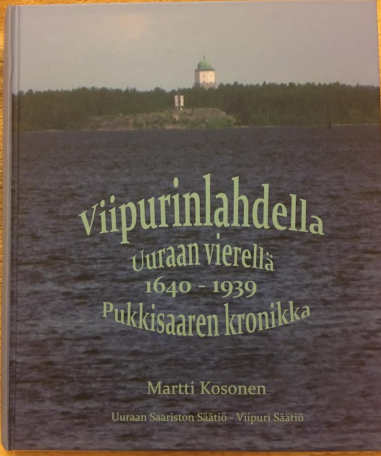 Viipurinlahdella
Uuraan vierellä
1640 - 1939
Pukkisaaren kronikka
Martti Kosonen
Uuraan Saariston Säätiö - Viipuri Säätiö